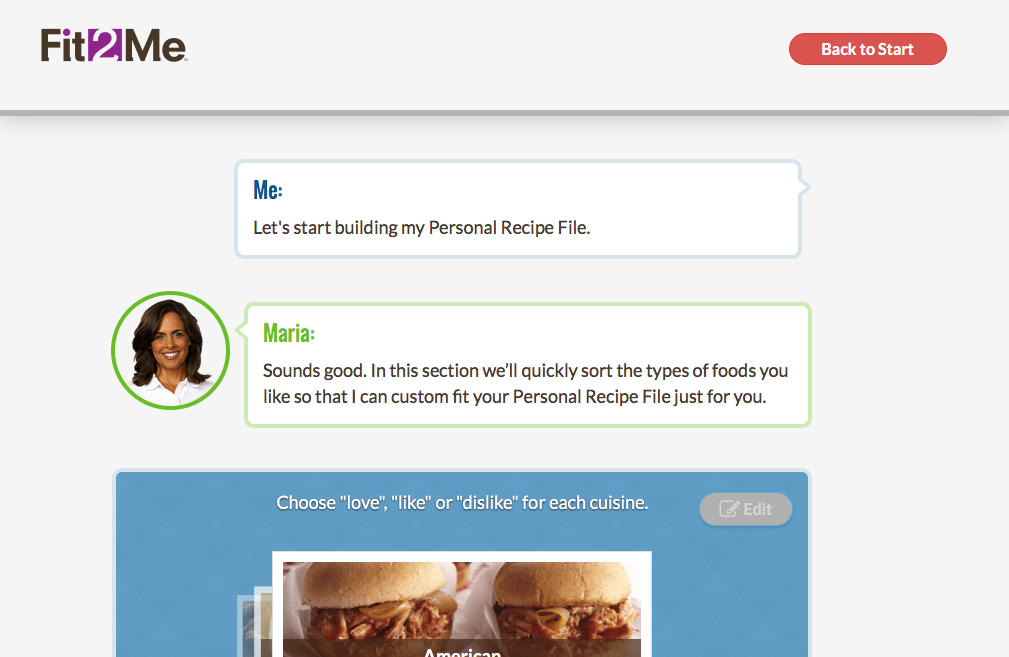 Fit2Me
Back to Start
Me:
Let's start building my Personal Recipe File.
Maria:
Sounds good. In this section we’ll quickly sort the types of foods you
like so that I can custom fit your Personal Recipe File just for you.
Choose "love", "like" or "dislike" for each cuisine.
Edit
American